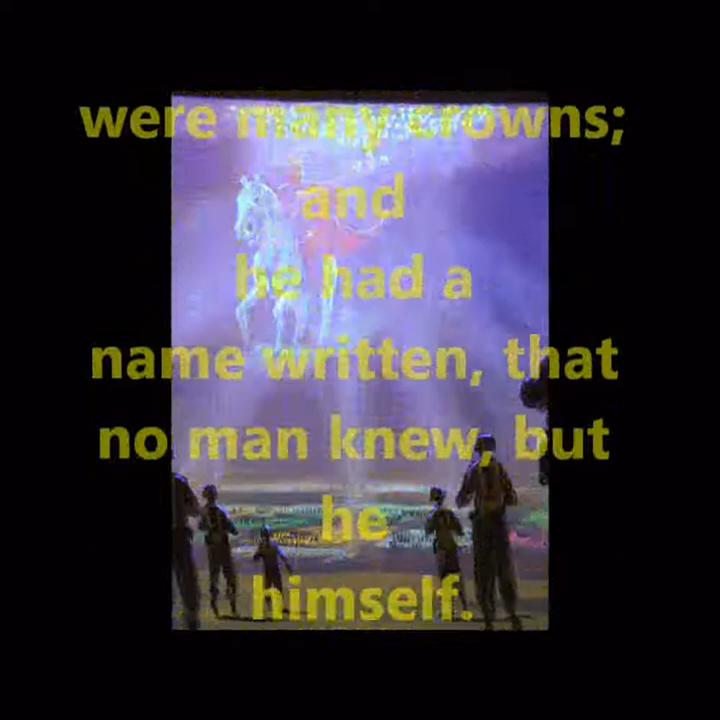 were many crowns;
and
he had a
name written, that
no man knew, but
he
himself.